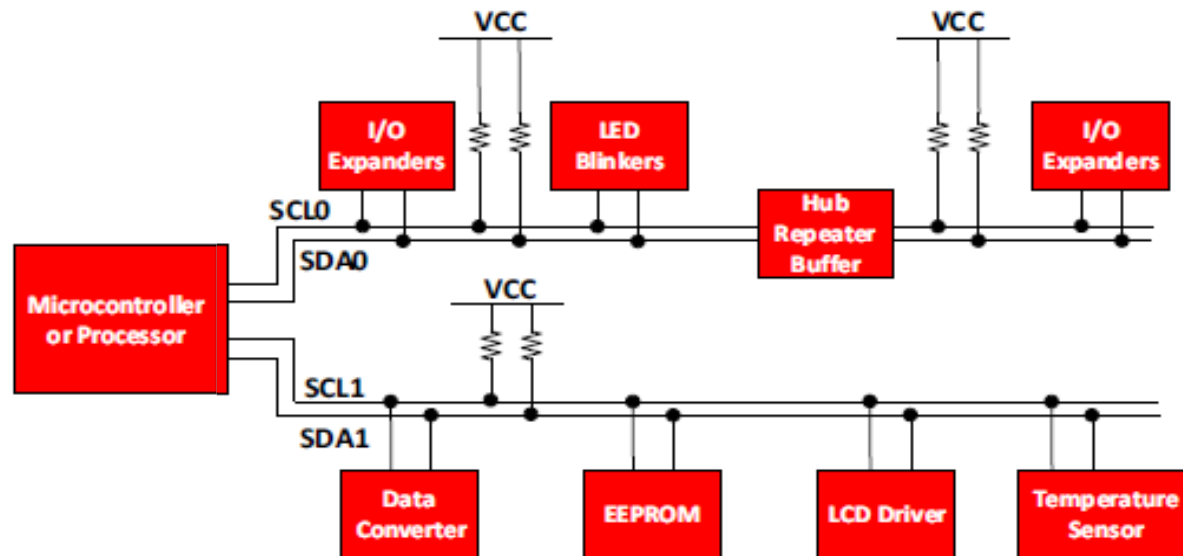 VCC
VCC
I/O
Expanders
LED
Blinkers
I/O
Expanders
SCL0
Hub
Repeater
Buffer
SDA0
Microcontroller
or Processor
VCC
SCL1
SDA1
Data
Converter
EEPROM
LCD Driver
Temperature
Sensor